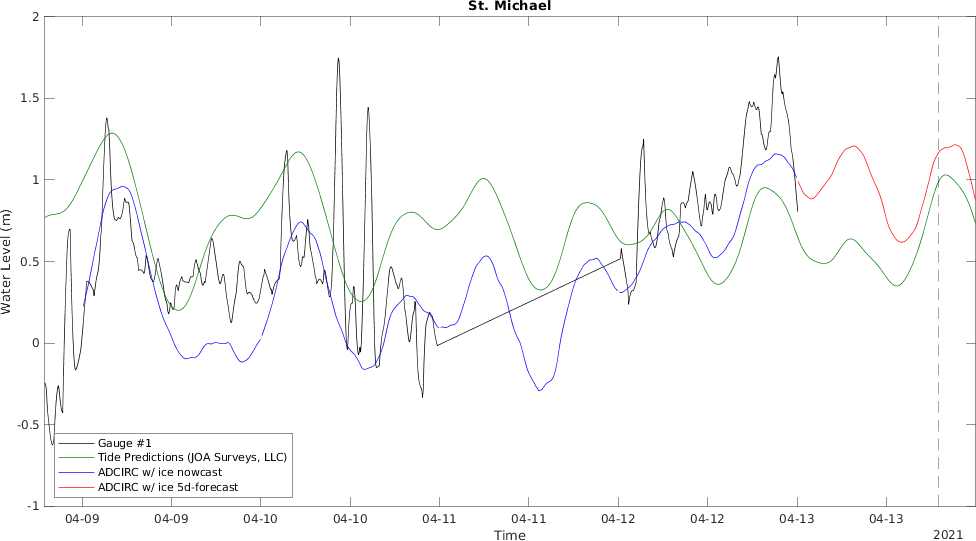 St. Michael
2
1.5
1
0.5
0
-0.5
-1
Water Level (m)
Gauge #1
Tide Predictions (JOA Surveys, LLC)
ADCIRC w/ ice nowcast
ADCIRC w/ ice 5d-forecast
04-09 04-09 04-10 04-10 04-11 04-11 04-12 04-12 04-13 04-13
Time
2021